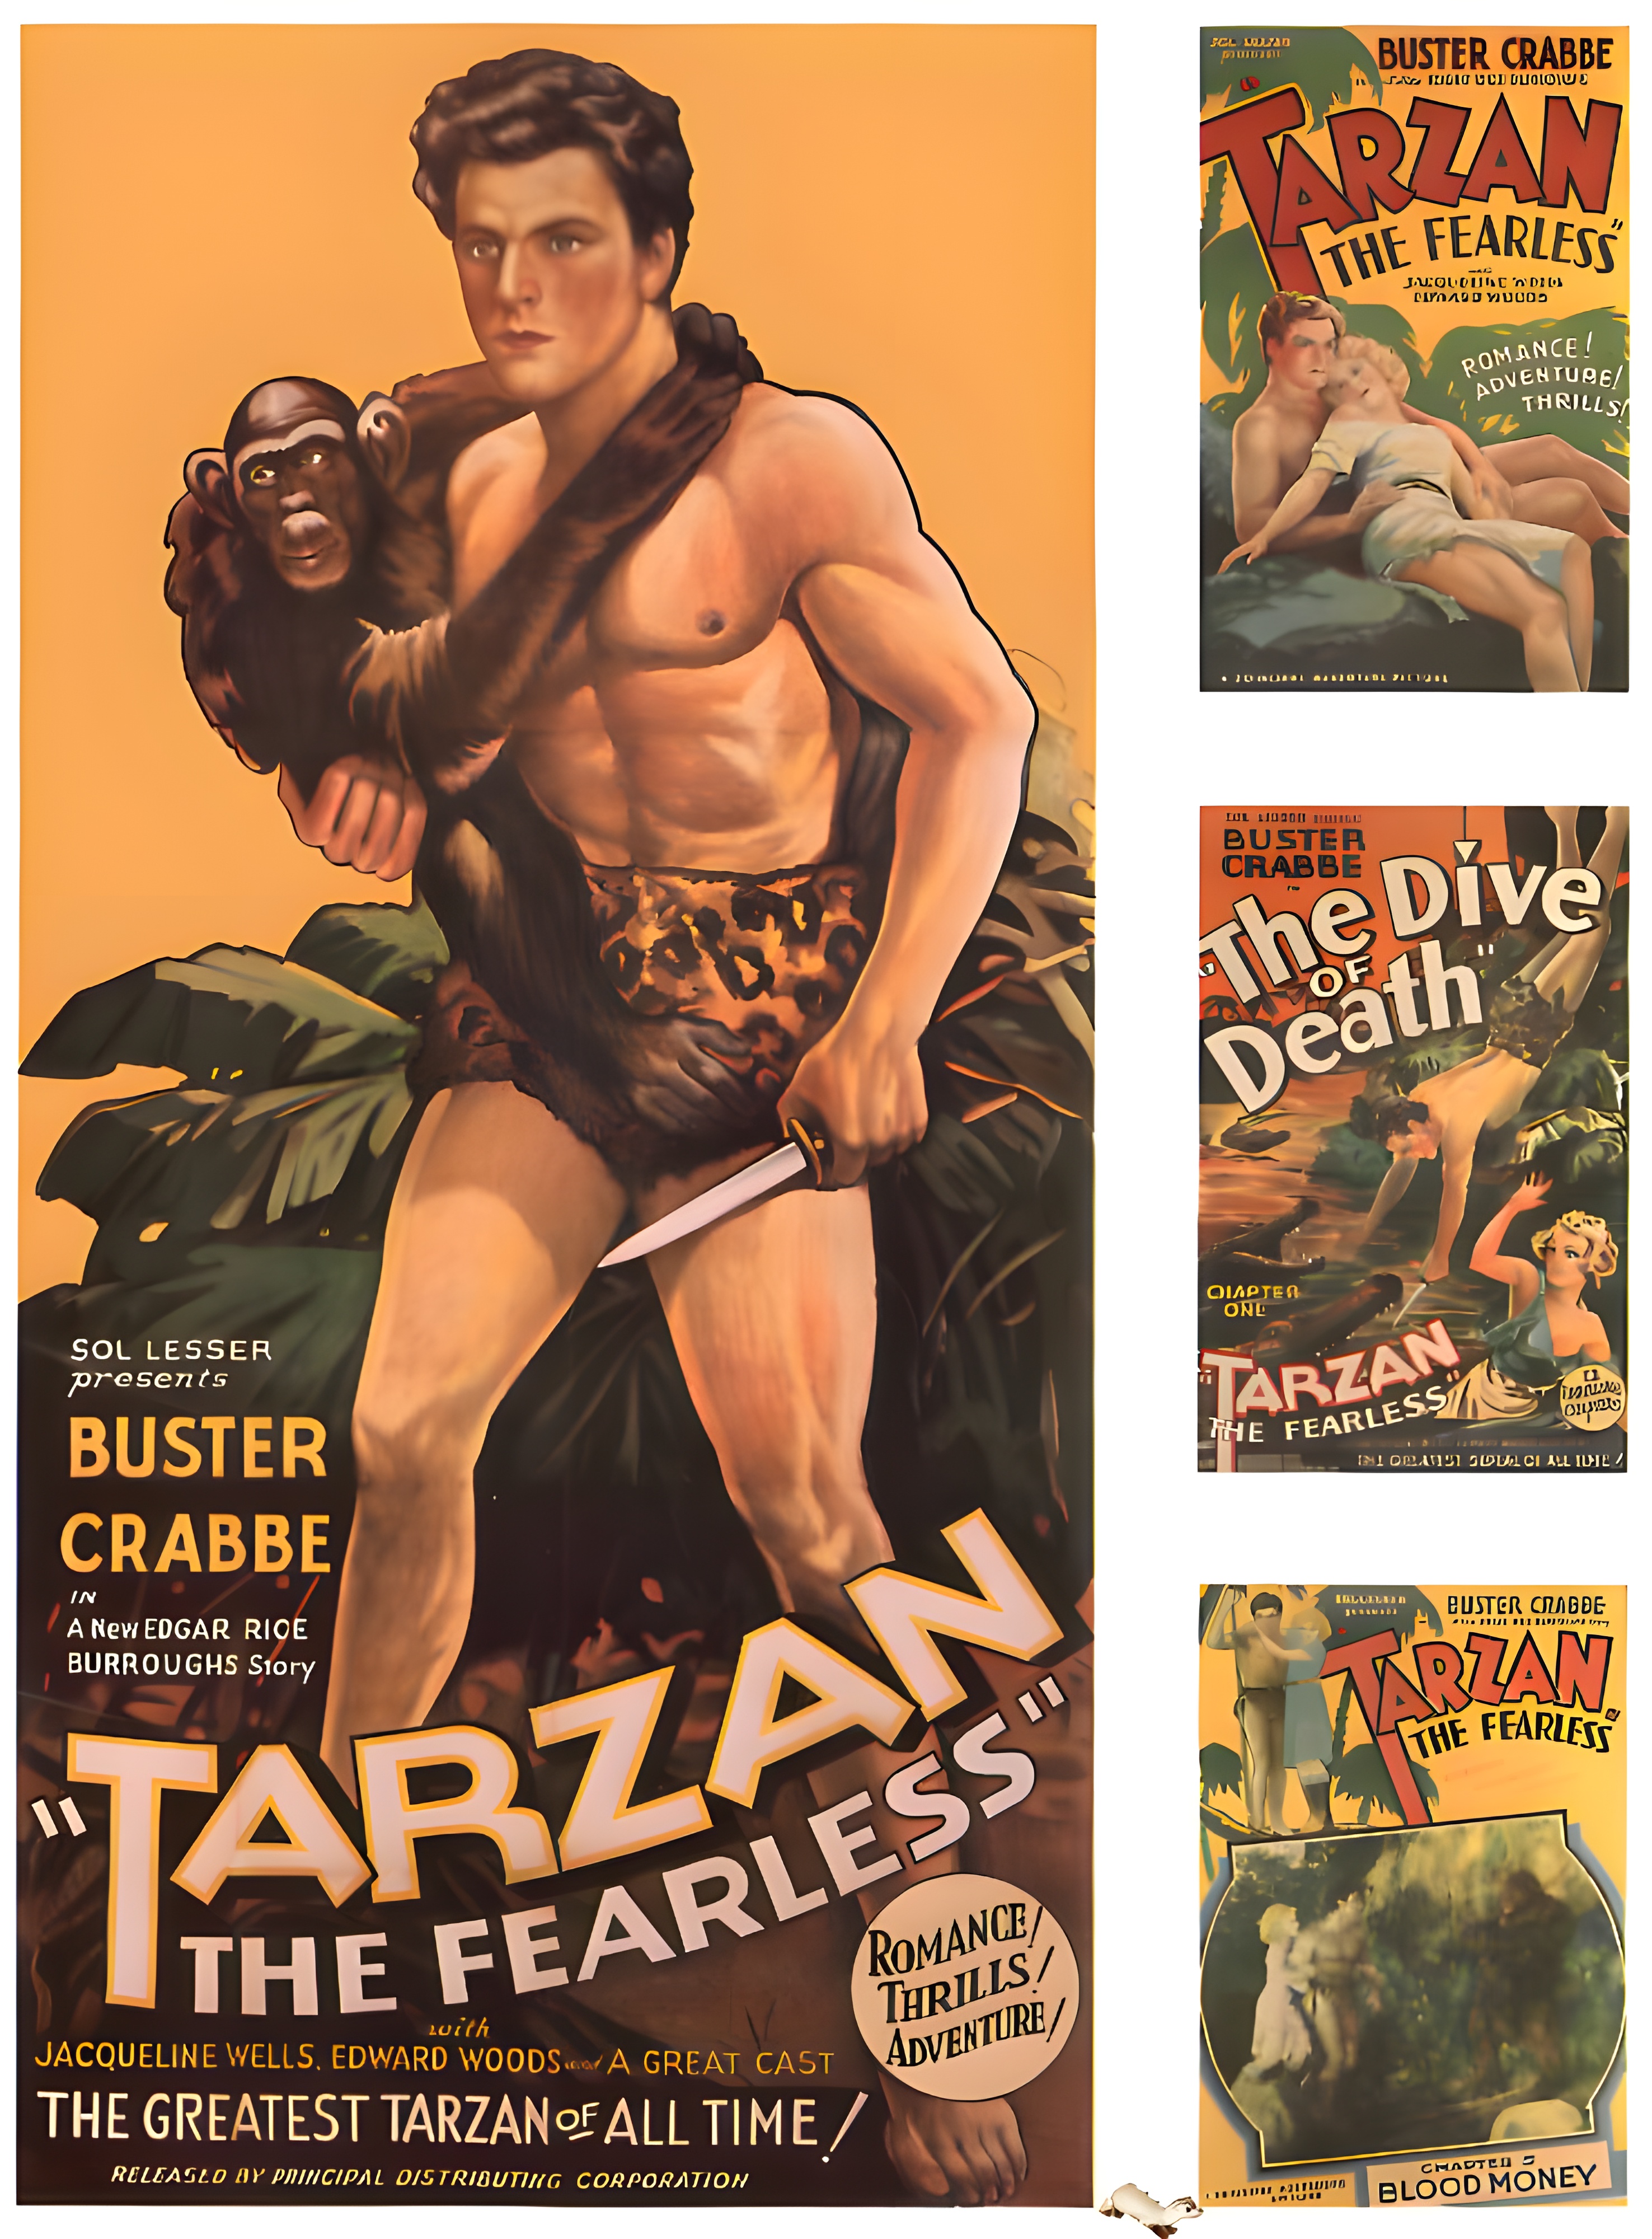 SOL LESSER
presents
BUSTER
CRABBE
IN
A New EDGAR RICE
BURROUGHS Story
"TARZAN
THE FEARLESS"
ROMANCE!
THRILLS!
ADVENTURE!
with
JACQUELINE WELLS, EDWARD WOODS and A GREAT CAST
THE GREATEST TARZAN OF ALL TIME!
RELEASED BY PRINCIPAL DISTRIBUTING CORPORATION
BUSTER CRABBE
"TARZAN
THE FEARLESS"
ROMANCE!
ADVENTURE!
THRILLS!
BUSTER
CRABBE
"The Dive
OF
Death"
CHAPTER
ONE
"TARZAN
THE FEARLESS"
BUSTER CRABBE
TARZAN
THE FEARLESS
CHAPTER 5
BLOOD MONEY